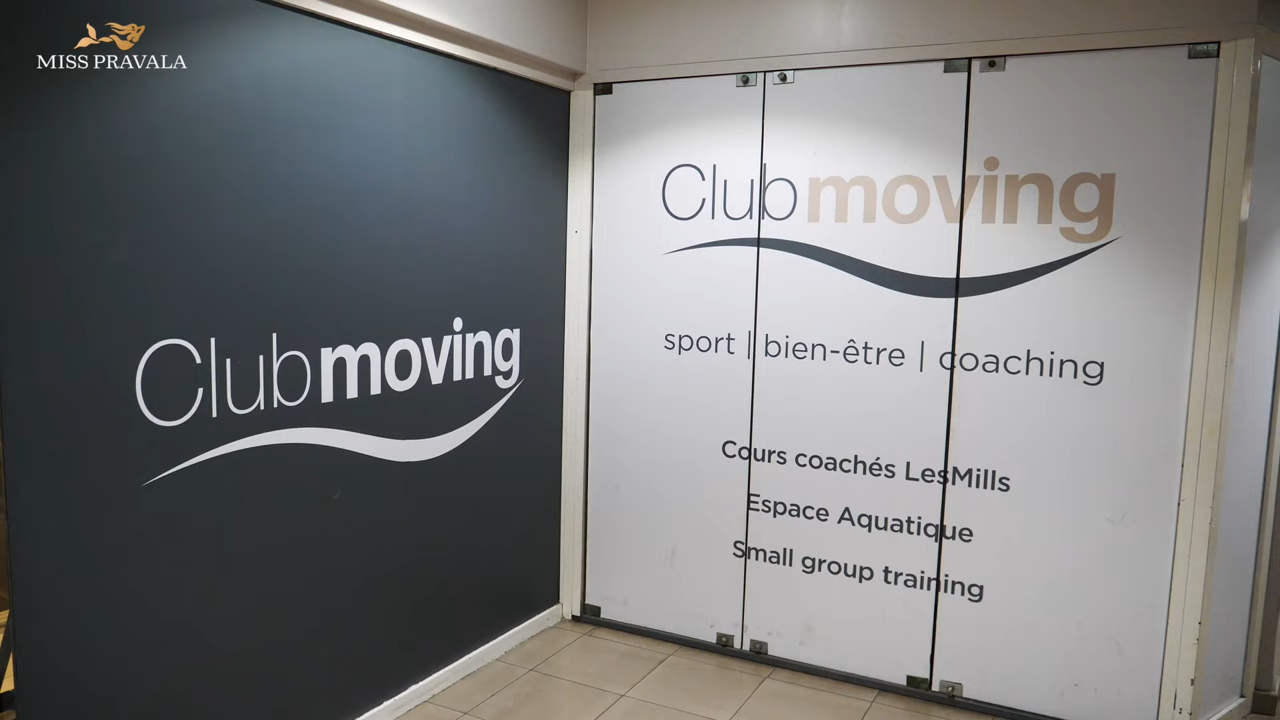 MISS PRAVALA
Clubmoving
Clubmoving
sport | bien-être | coaching
Cours coachés LesMills
Espace Aquatique
Small group training